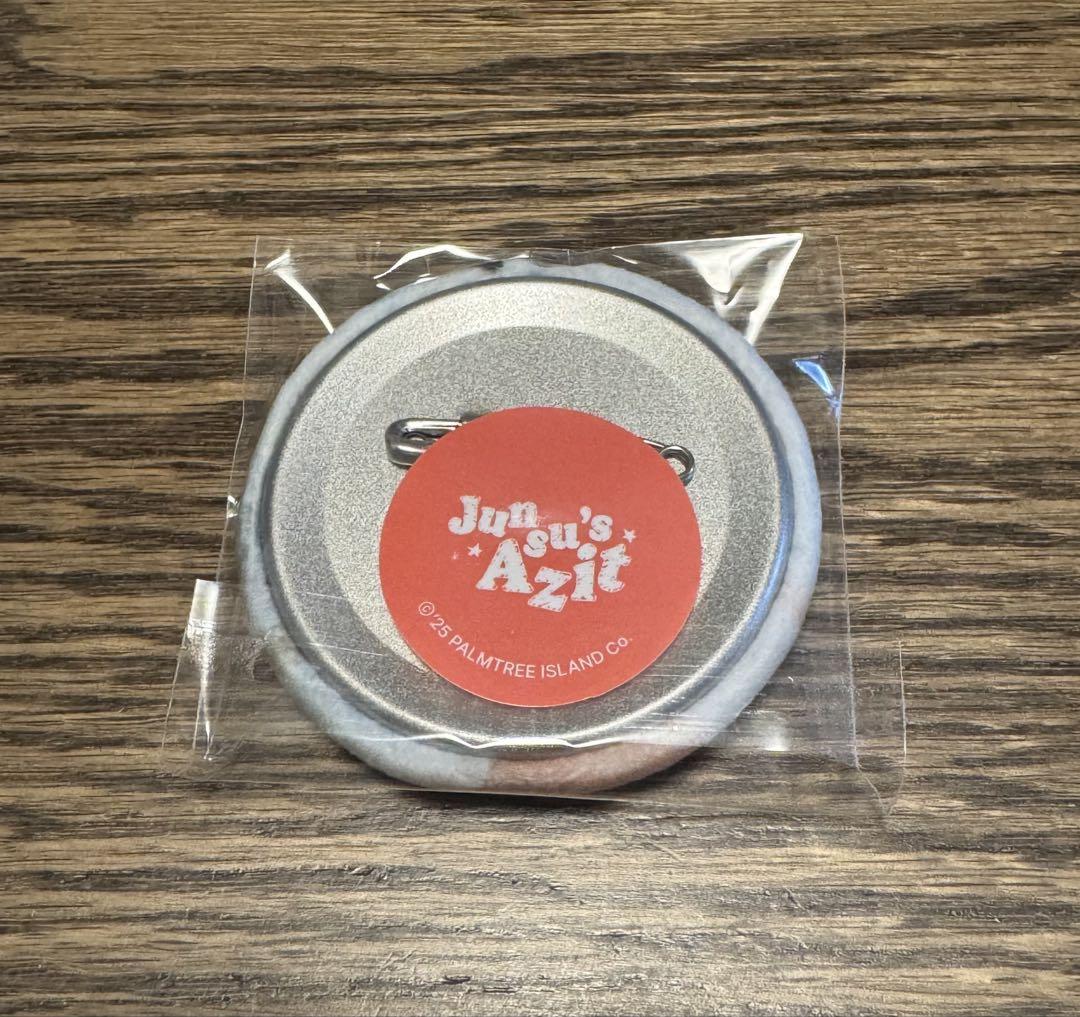 Junsu's
Azit
©'25 PALMTREE ISLAND Co.